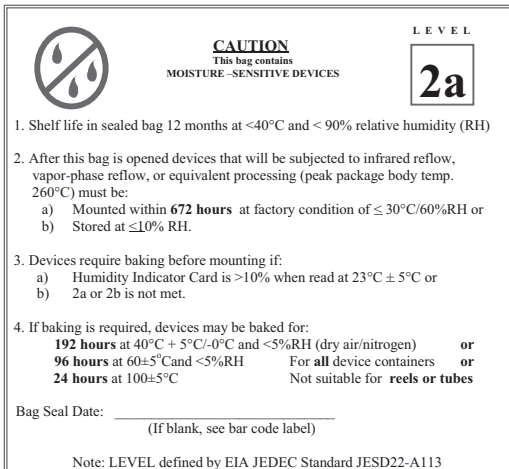 LEVEL
CAUTION
This bag contains
MOISTURE –SENSITIVE DEVICES
2a
1. Shelf life in sealed bag 12 months at <40°C and < 90% relative humidity (RH)
2. After this bag is opened devices that will be subjected to infrared reflow,
vapor-phase reflow, or equivalent processing (peak package body temp.
260°C) must be:
a) Mounted within 672 hours at factory condition of ≤ 30°C/60%RH or
b) Stored at ≤10% RH.
3. Devices require baking before mounting if:
a) Humidity Indicator Card is >10% when read at 23°C ± 5°C or
b) 2a or 2b is not met.
4. If baking is required, devices may be baked for:
192 hours at 40°C + 5°C/-0°C and <5%RH (dry air/nitrogen) or
96 hours at 60±5°Cand <5%RH For all device containers or
24 hours at 100±5°C Not suitable for reels or tubes
Bag Seal Date: ____________________________
(If blank, see bar code label)
Note: LEVEL defined by EIA JEDEC Standard JESD22-A113